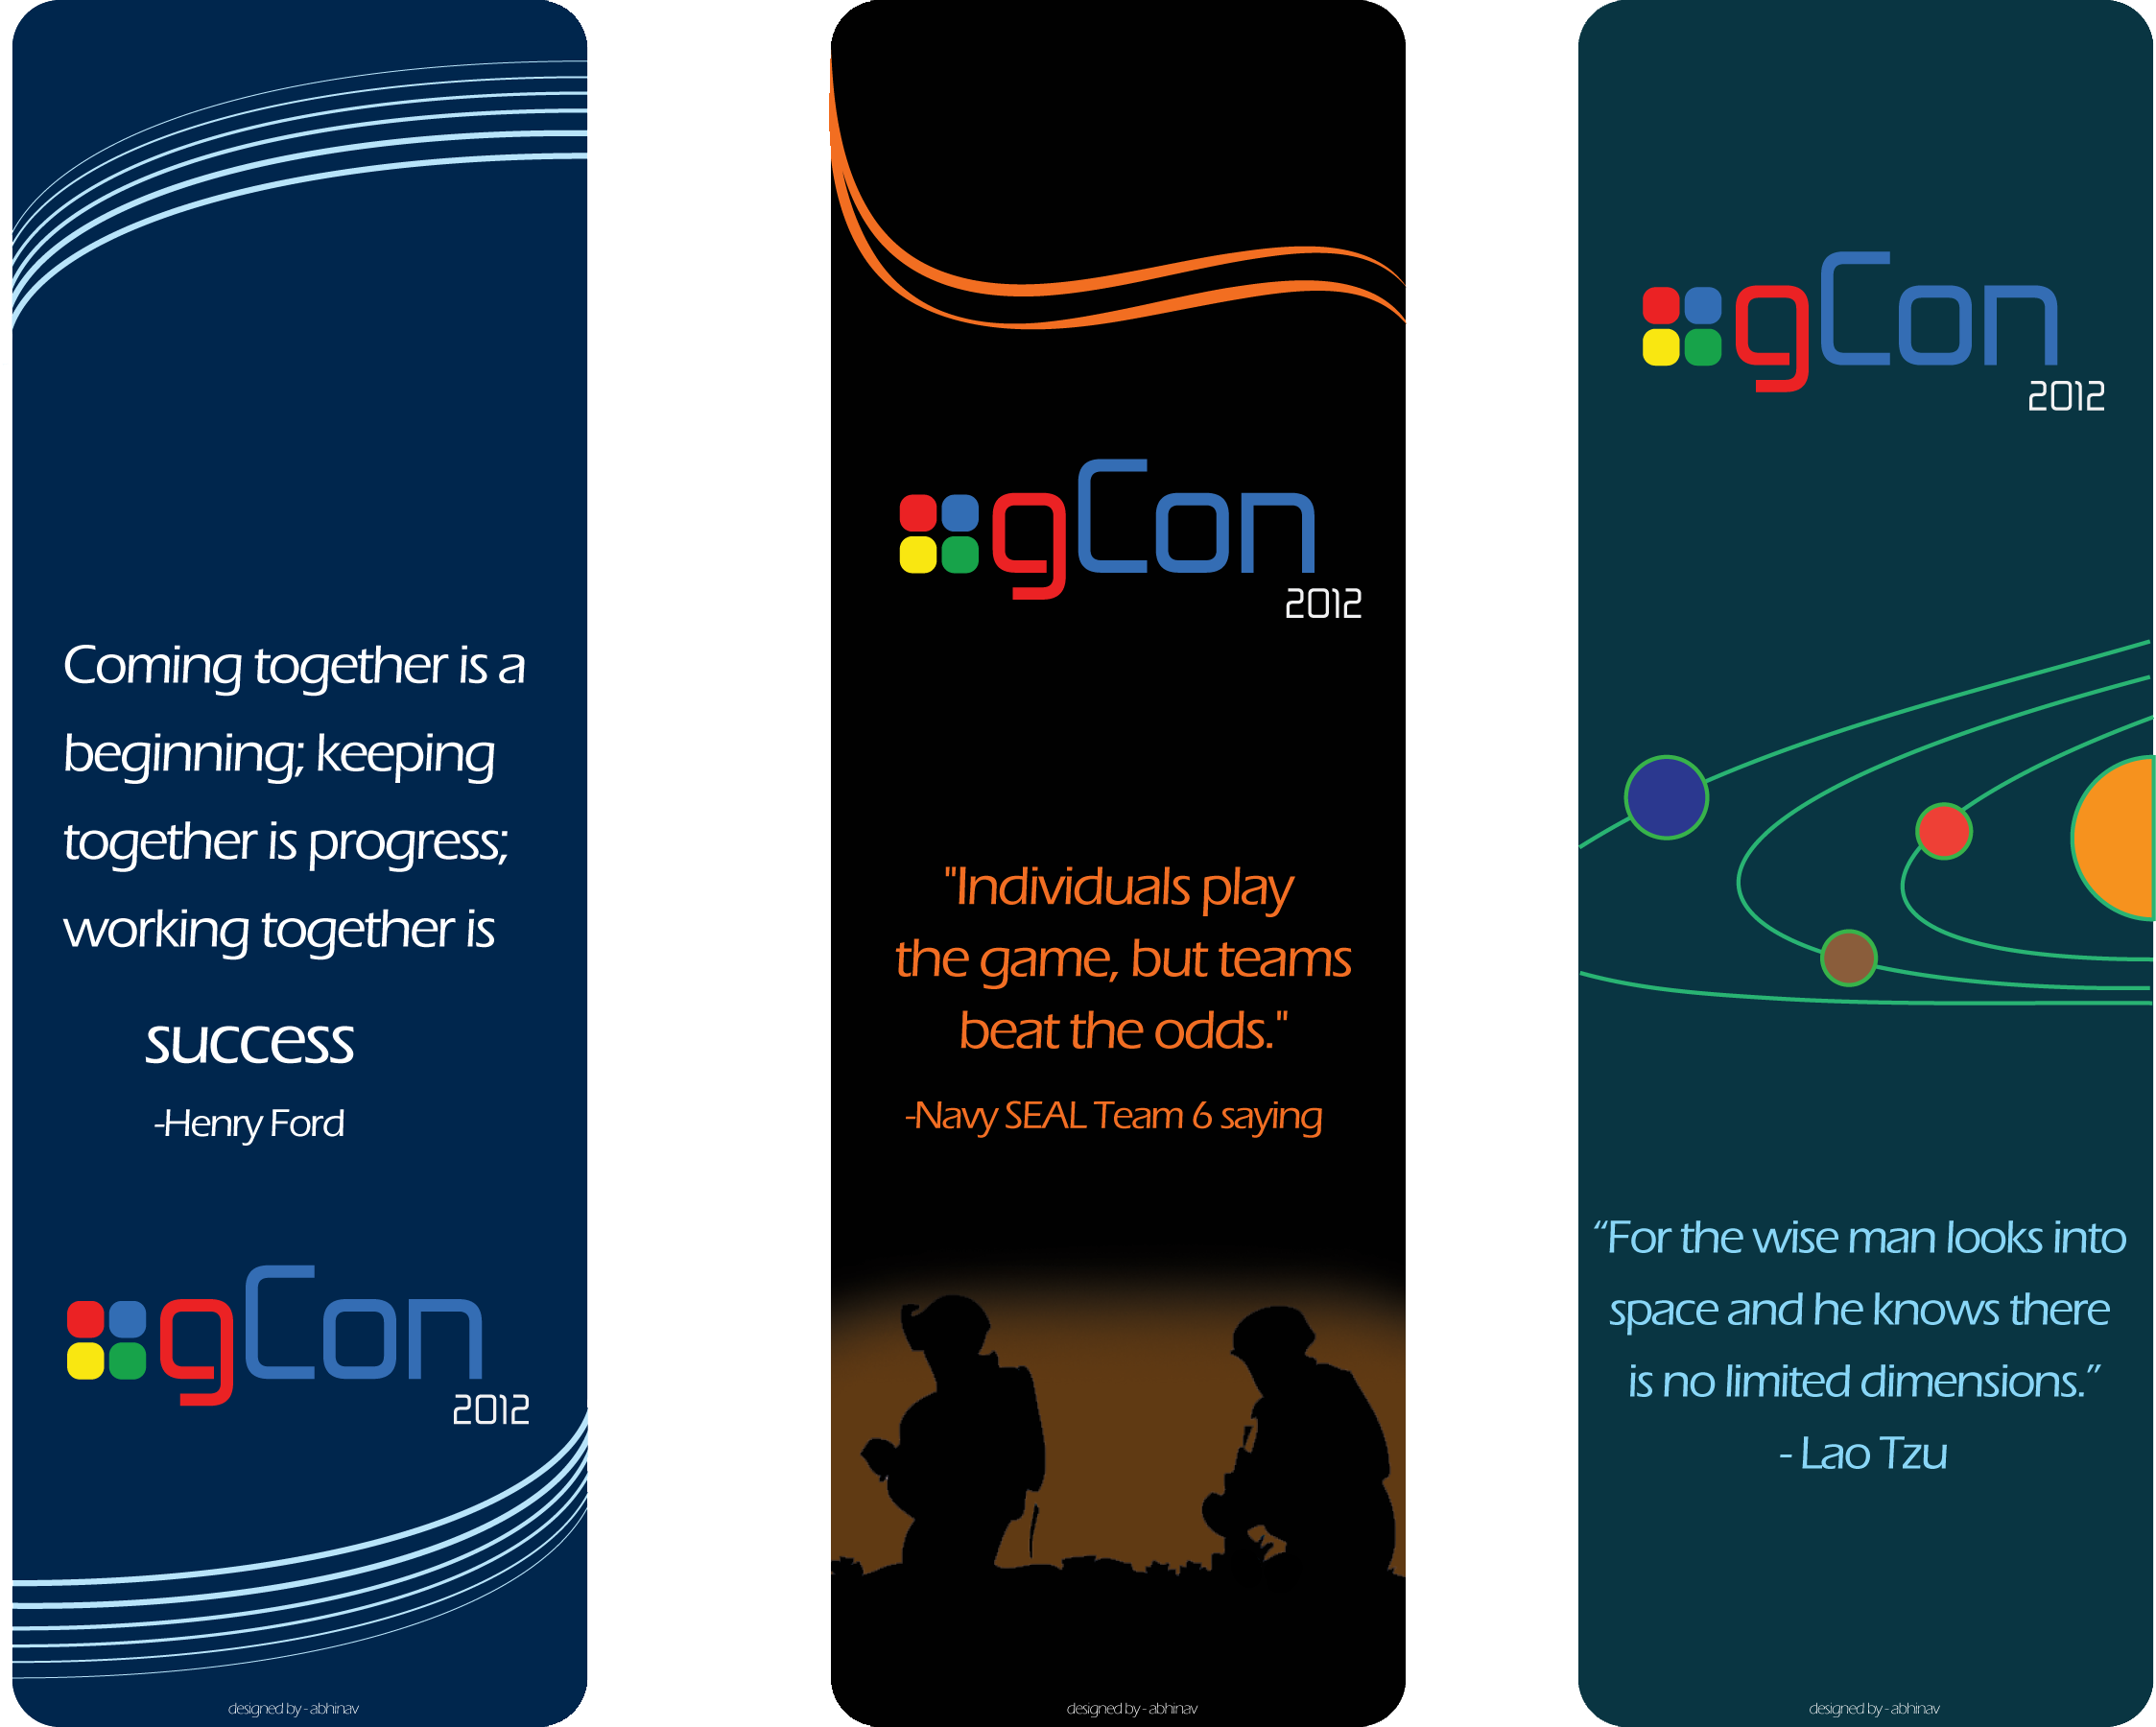 Coming together is a
beginning; keeping
together is progress;
working together is
success
-Henry Ford
gCon
2012
designed by - abhinav
gCon
2012
"Individuals play
the game, but teams
beat the odds."
-Navy SEAL Team 6 saying
designed by - abhinav
gCon
2012
“For the wise man looks into
space and he knows there
is no limited dimensions.”
- Lao Tzu
designed by - abhinav